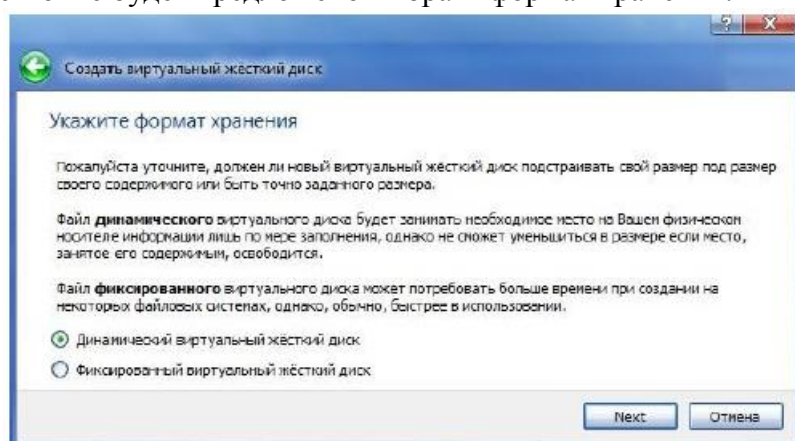 Создать виртуальный жёсткий диск
Укажите формат хранения
Пожалуйста уточните, должен ли новый виртуальный жёсткий диск подстраивать свой размер под размер
своего содержимого или быть точно заданного размера.
Файл динамического виртуального диска будет занимать необходимое место на Вашем физическом
носителе информации лишь по мере заполнения, однако не сможет уменьшиться в размере если место,
занятое его содержимым, освободится.
Файл фиксированного виртуального диска может потребовать больше времени при создании на
некоторых файловых системах, однако, обычно, быстрее в использовании.
Динамический виртуальный жёсткий диск
Фиксированный виртуальный жёсткий диск
Next Отмена